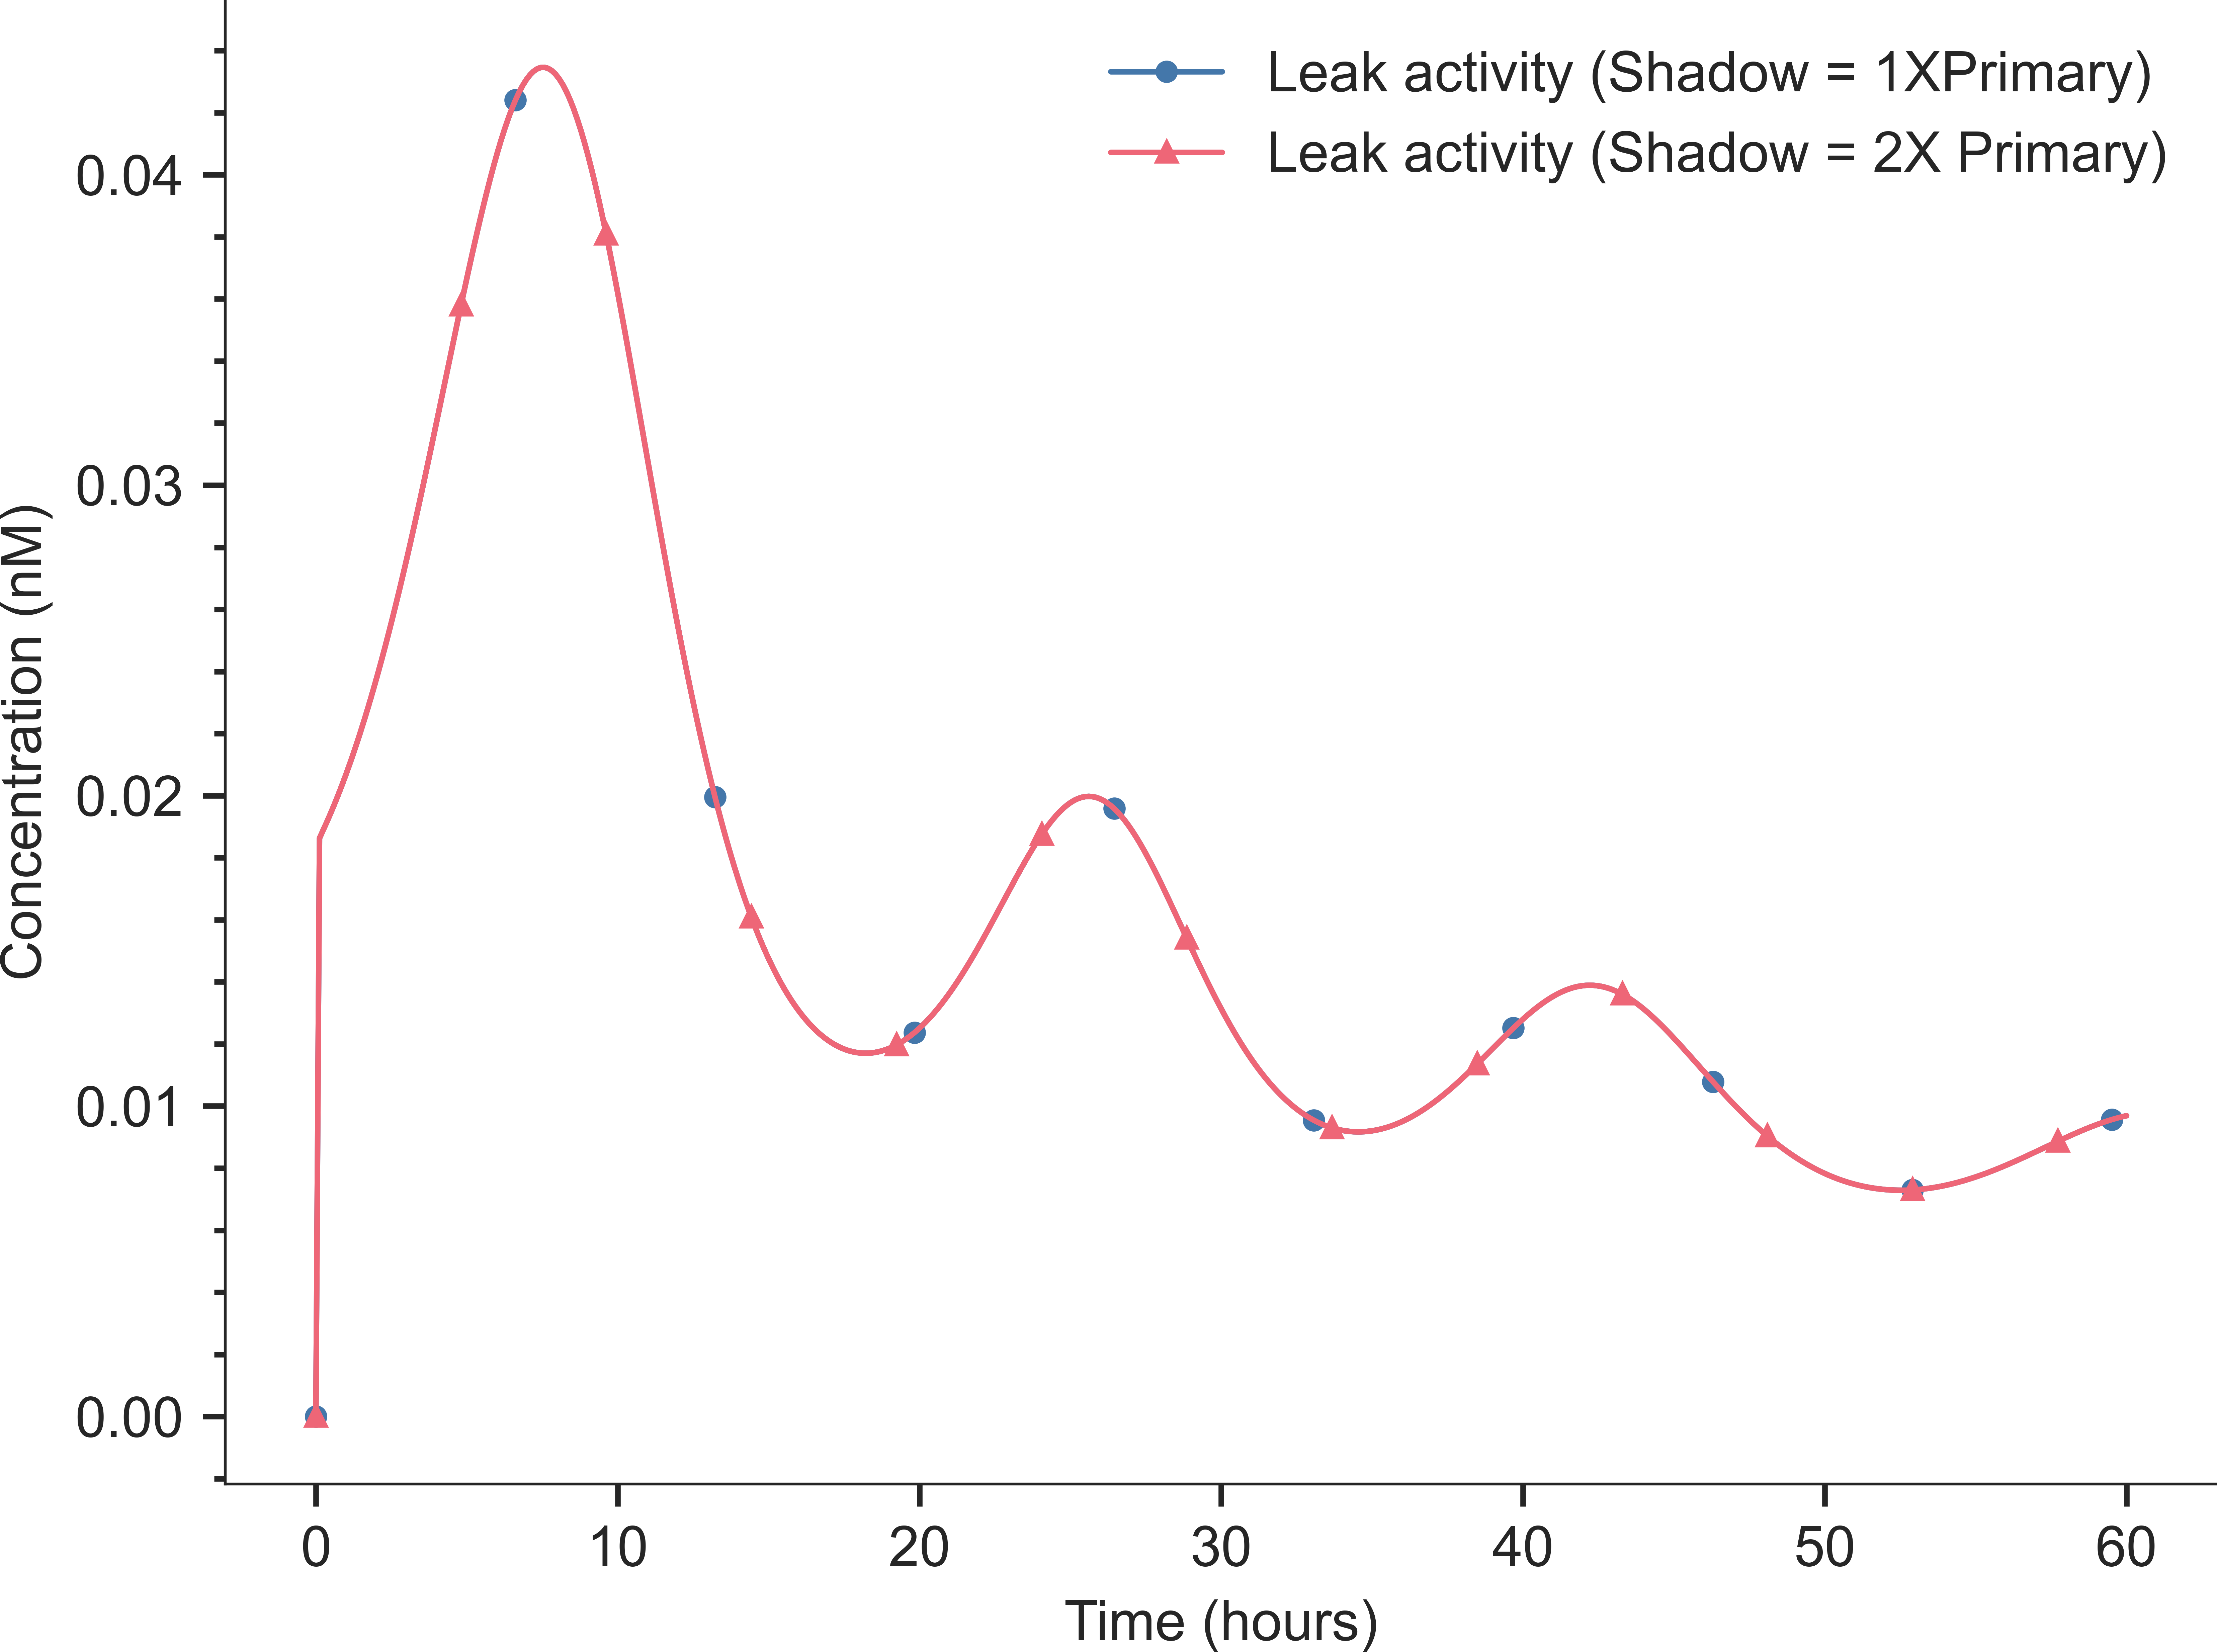 Leak activity (Shadow = 1XPrimary)
Leak activity (Shadow = 2X Primary)
Concentration (nM)
0.04
0.03
0.02
0.01
0.00
0 10 20 30 40 50 60
Time (hours)